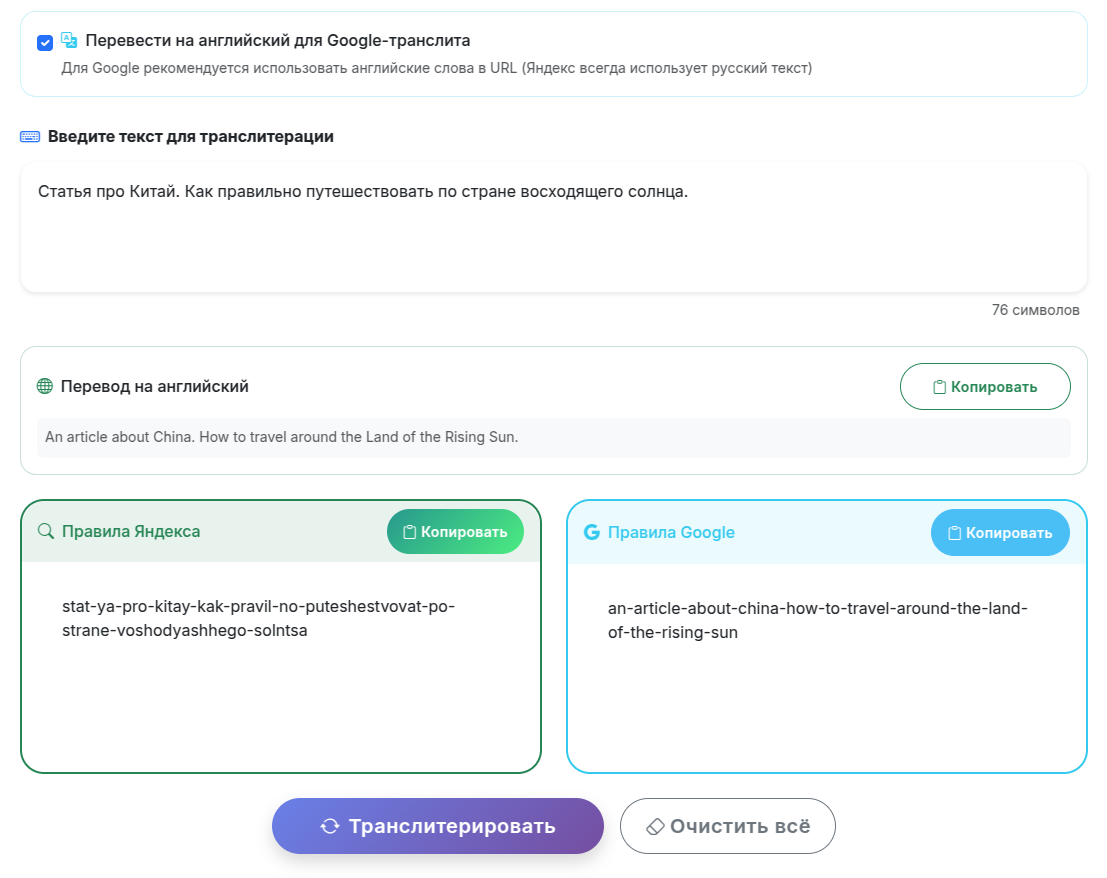 Перевести на английский для Google-транслита
Для Google рекомендуется использовать английские слова в URL (Яндекс всегда использует русский текст)
Введите текст для транслитерации
Статья про Китай. Как правильно путешествовать по стране восходящего солнца.
76 символов
Перевод на английский
Копировать
An article about China. How to travel around the Land of the Rising Sun.
Правила Яндекса
Копировать
stat-ya-pro-kitay-kak-pravil-no-puteshestvovat-po-
strane-voshodyashhego-solntsa
Правила Google
Копировать
an-article-about-china-how-to-travel-around-the-land-
of-the-rising-sun
Транслитерировать
Очистить всё